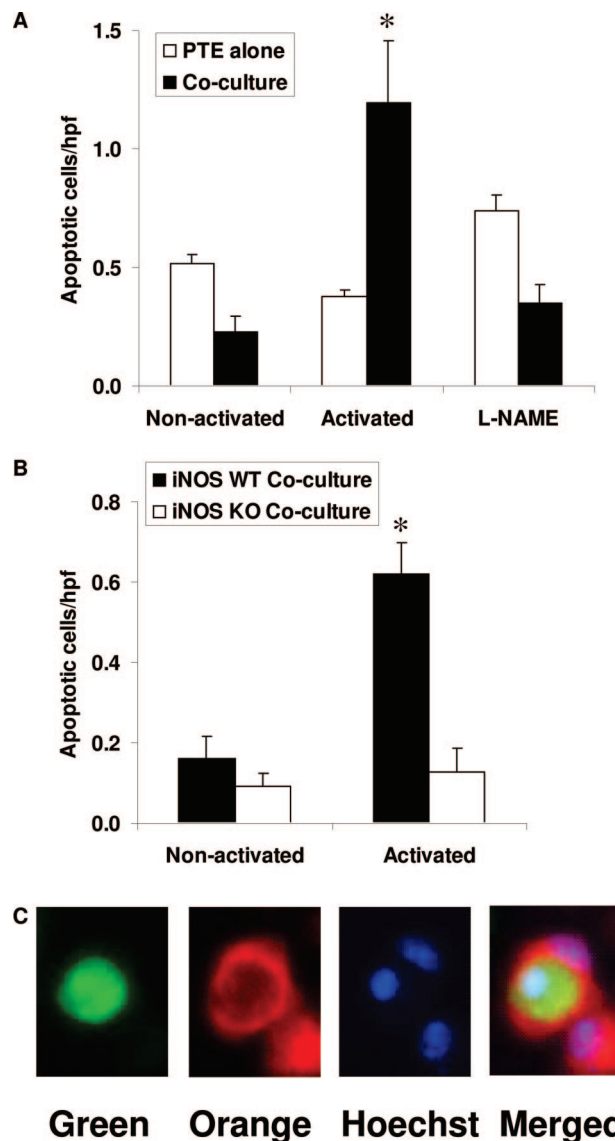 A
1.5
PTE alone
*
Co-culture
1.0
Apoptotic cells/hpf
0.5
0.0
Non-activated Activated L-NAME
B
iNOS WT Co-culture
0.8
iNOS KO Co-culture
*
0.6
Apoptotic cells/hpf
0.4
0.2
0.0
Non-activated Activated
C
Green Orange Hoechst Merged